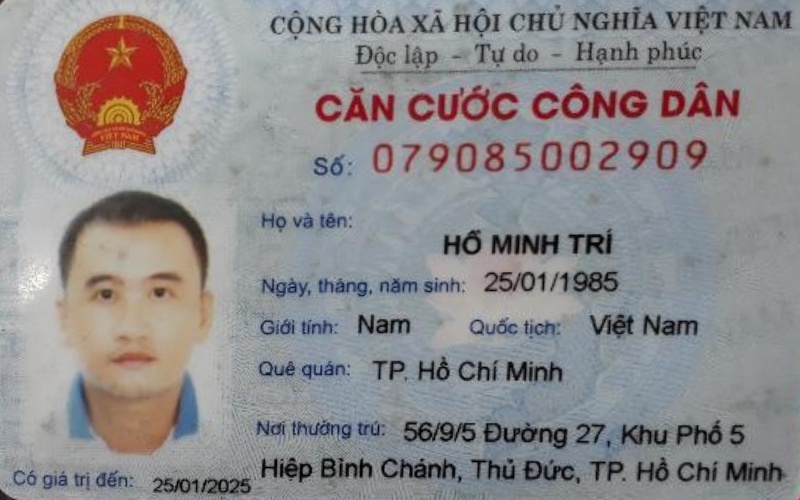 CỘNG HÒA XÃ HỘI CHỦ NGHĨA VIỆT NAM
Độc lập - Tự do - Hạnh phúc
CĂN CƯỚC CÔNG DÂN
Số: 079085002909
Họ và tên:
HỒ MINH TRÍ
Ngày, tháng, năm sinh: 25/01/1985
Giới tính: Nam Quốc tịch: Việt Nam
Quê quán: TP. Hồ Chí Minh
Nơi thường trú: 56/9/5 Đường 27, Khu Phố 5
Hiệp Bình Chánh, Thủ Đức, TP. Hồ Chí Minh
Có giá trị đến: 25/01/2025